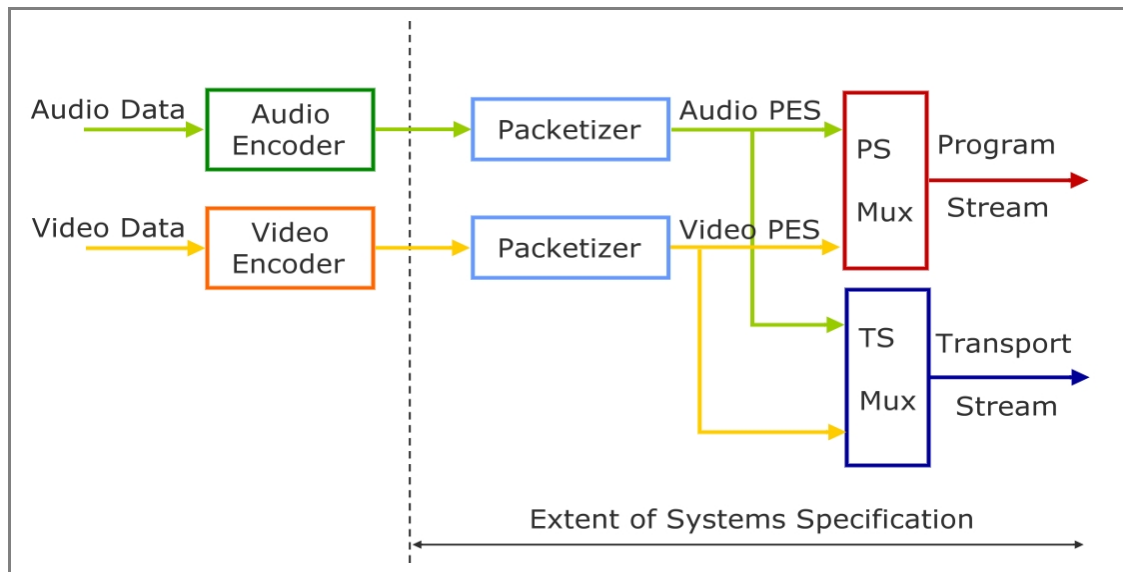 Audio Data
Audio
Encoder
Packetizer
Audio PES
PS
Mux
Program
Stream
Video Data
Video
Encoder
Packetizer
Video PES
TS
Mux
Transport
Stream
Extent of Systems Specification